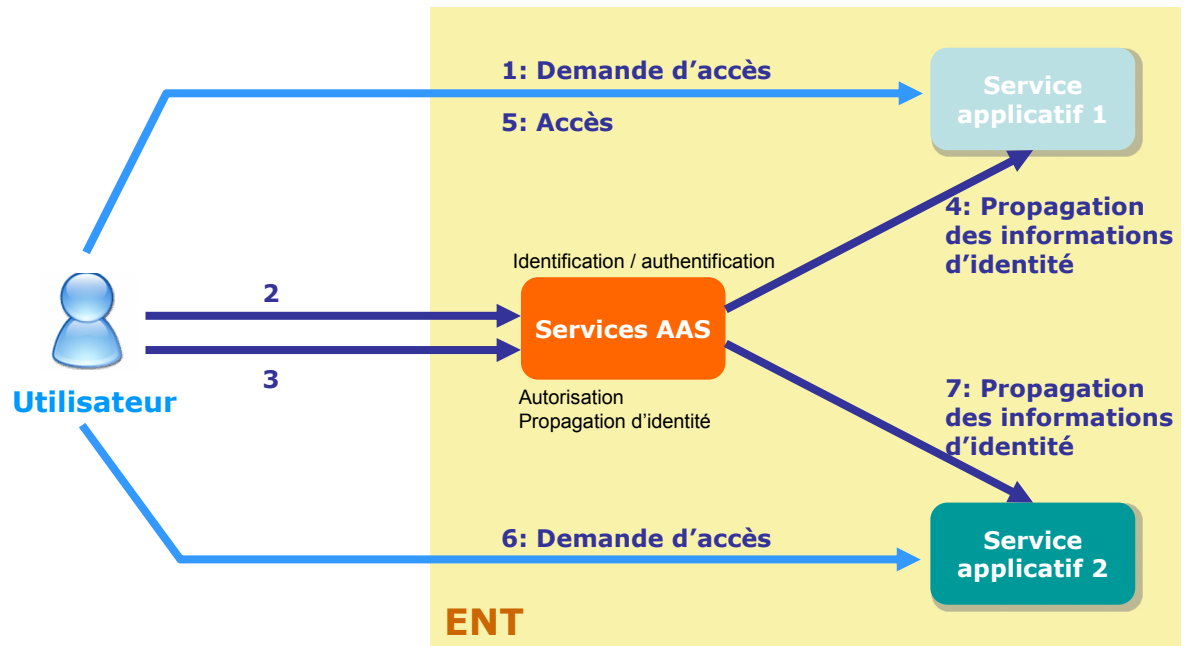 1: Demande d’accès
5: Accès
Service
applicatif 1
4: Propagation
des informations
d’identité
Identification / authentification
2
Services AAS
3
Utilisateur
Autorisation
Propagation d’identité
7: Propagation
des informations
d’identité
6: Demande d’accès
Service
applicatif 2
ENT